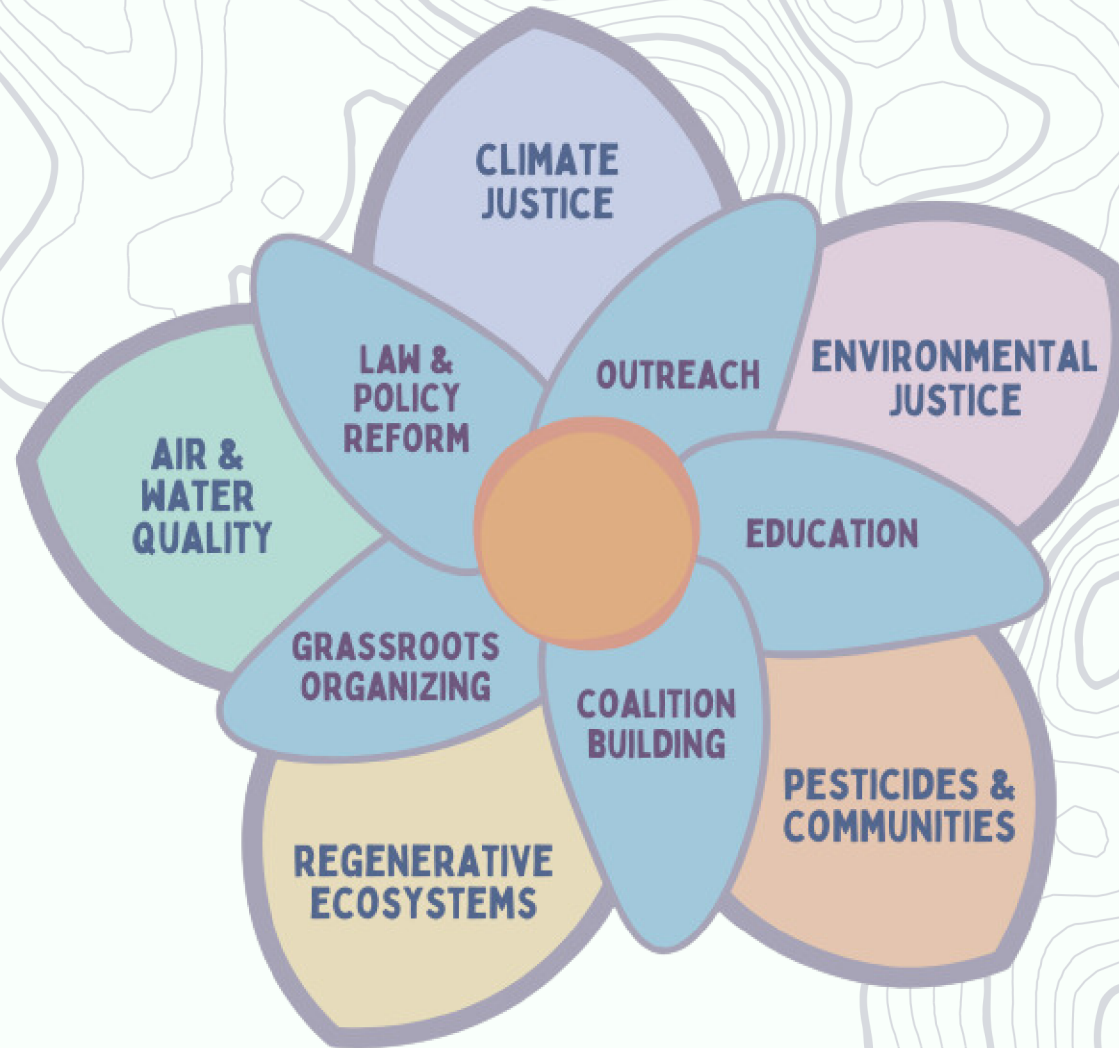 CLIMATE
JUSTICE
LAW &
POLICY
REFORM
OUTREACH
ENVIRONMENTAL
JUSTICE
AIR &
WATER
QUALITY
EDUCATION
GRASSROOTS
ORGANIZING
COALITION
BUILDING
PESTICIDES &
COMMUNITIES
REGENERATIVE
ECOSYSTEMS